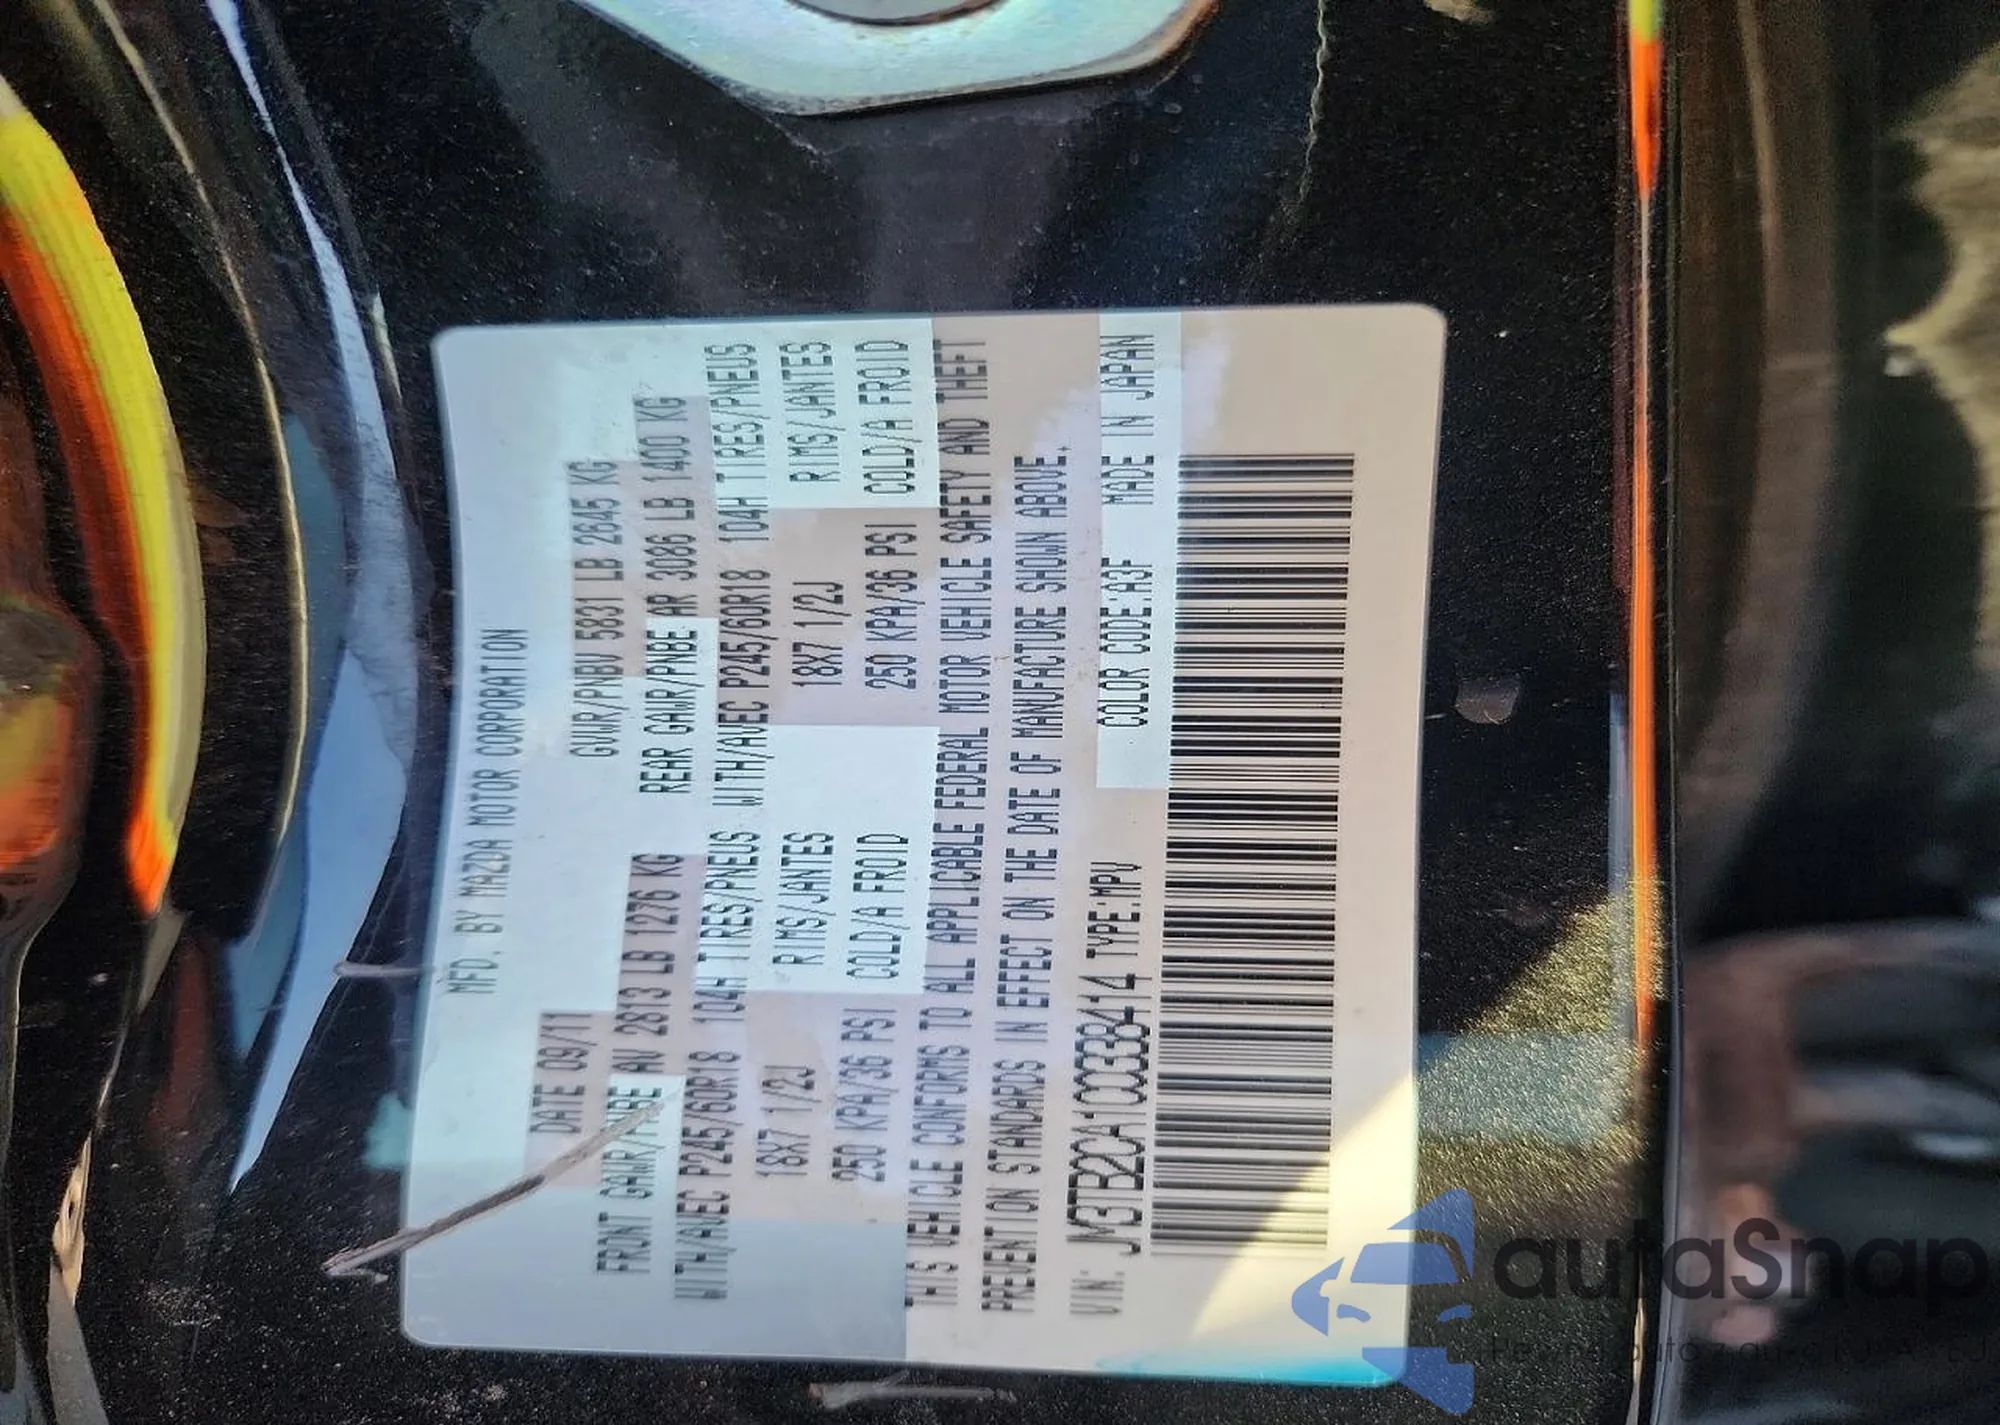 MFD. BY MAZDA MOTOR CORPORATION
DATE 09/11 GVWR/PNBV 5831 LB 2645 KG
FRONT GAWR/PNBE AV 2813 LB 1276 KG REAR GAWR/PNBE AR 3086 LB 1400 KG
WITH/AVEC P245/60R18 104H TIRES/PNEUS WITH/AVEC P245/60R18 104H TIRES/PNEUS
18X7 1/2J RIMS/JANTES 18X7 1/2J RIMS/JANTES
250 KPA/36 PSI COLD/A FROID 250 KPA/36 PSI COLD/A FROID
THIS VEHICLE CONFORMS TO ALL APPLICABLE FEDERAL MOTOR VEHICLE SAFETY AND THEFT
PREVENTION STANDARDS IN EFFECT ON THE DATE OF MANUFACTURE SHOWN ABOVE.
VIN: JM3TB2CA1C0338414 TYPE:MPV COLOR CODE:A3F MADE IN JAPAN
autoSnap